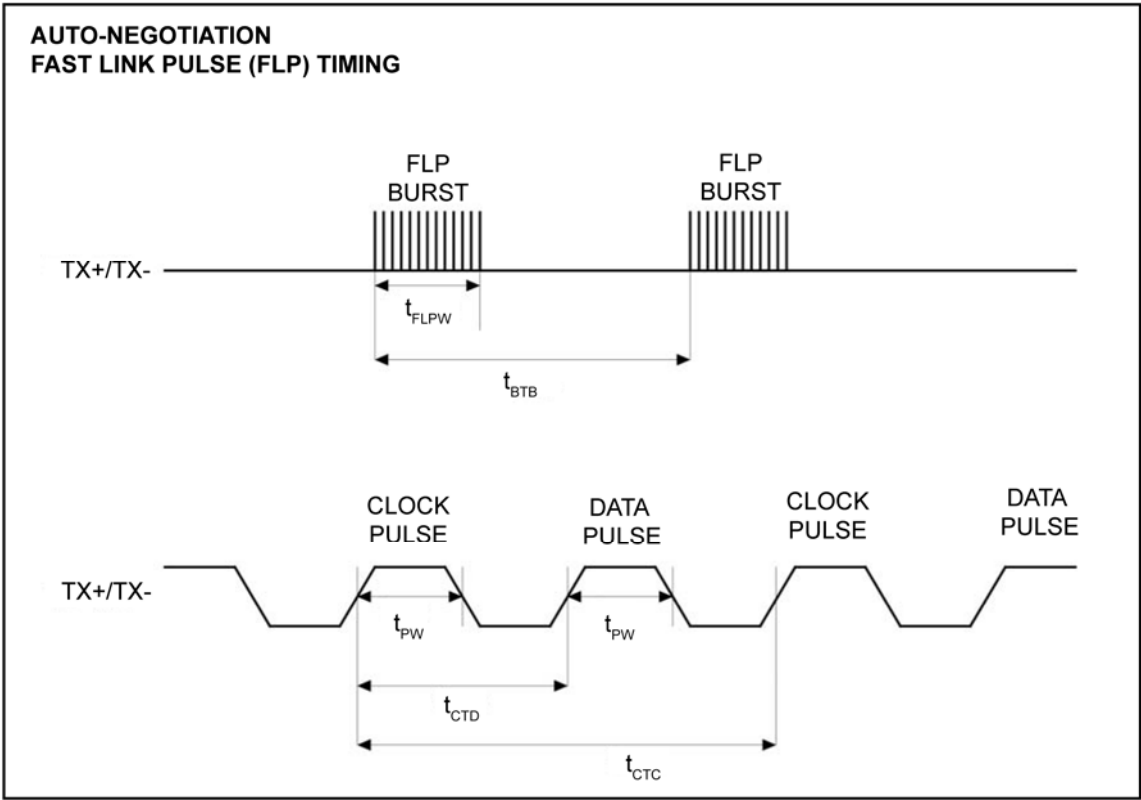 AUTO-NEGOTIATION
FAST LINK PULSE (FLP) TIMING
FLP
BURST
FLP
BURST
TX+/TX-
tFLPW
tBTB
CLOCK
PULSE
DATA
PULSE
CLOCK
PULSE
DATA
PULSE
TX+/TX-
tPW
tPW
tCTD
tCTC